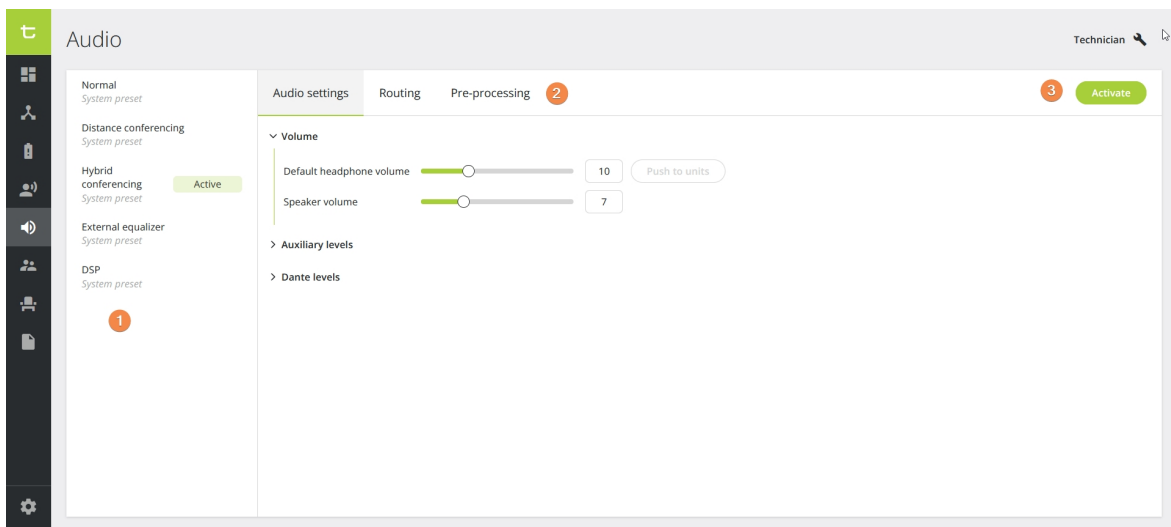 Audio
Technician
Normal
System preset
Distance conferencing
System preset
Hybrid
conferencing
Active
System preset
External equalizer
System preset
DSP
System preset
1
Audio settings Routing Pre-processing 2
3 Activate
Volume
Default headphone volume 10 Push to units
Speaker volume 7
Auxiliary levels
Dante levels